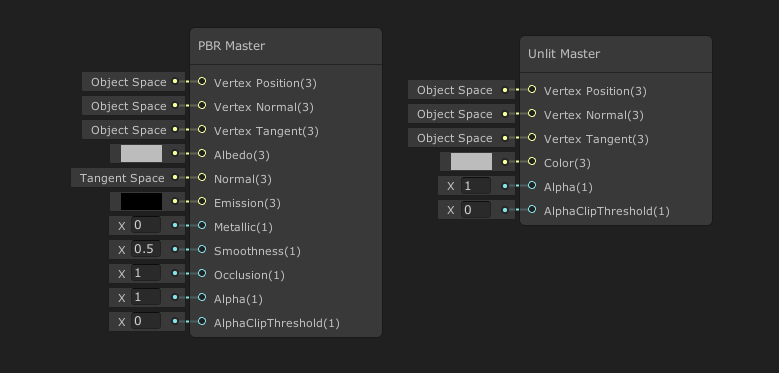 PBR Master
Object Space Vertex Position(3)
Object Space Vertex Normal(3)
Object Space Vertex Tangent(3)
Albedo(3)
Tangent Space Normal(3)
Emission(3)
X 0 Metallic(1)
X 0.5 Smoothness(1)
X 1 Occlusion(1)
X 1 Alpha(1)
X 0 AlphaClipThreshold(1)
Unlit Master
Object Space Vertex Position(3)
Object Space Vertex Normal(3)
Object Space Vertex Tangent(3)
Color(3)
X 1 Alpha(1)
X 0 AlphaClipThreshold(1)